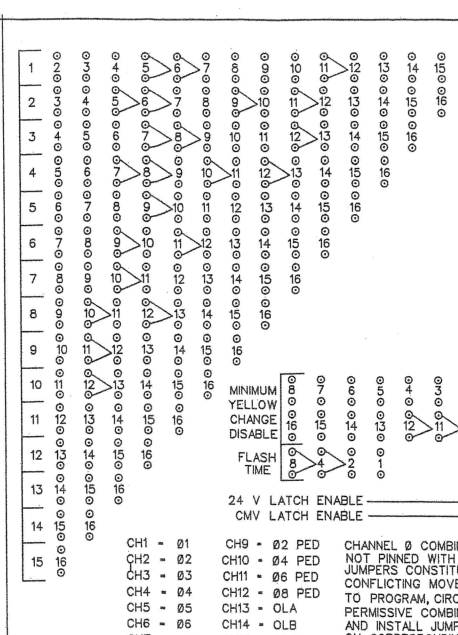 1 2 3 4 5 6 7 8 9 10 11 12 13 14 15
2 3 4 5 6 7 8 9 10 11 12 13 14 15 16
3 4 5 6 7 8 9 10 11 12 13 14 15 16
4 5 6 7 8 9 10 11 12 13 14 15 16
5 6 7 8 9 10 11 12 13 14 15 16
6 7 8 9 10 11 12 13 14 15 16
7 8 9 10 11 12 13 14 15 16
8 9 10 11 12 13 14 15 16
9 10 11 12 13 14 15 16
10 11 12 13 14 15 16
11 12 13 14 15 16
12 13 14 15 16
13 14 15 16
14 15 16
15 16
MINIMUM 8 7 6 5 4 3
YELLOW
CHANGE 16 15 14 13 12 11
DISABLE
FLASH 8 4 2 1
TIME
24 V LATCH ENABLE
CMV LATCH ENABLE
CH1 - Ø1 CH9 - Ø2 PED
CH2 - Ø2 CH10 - Ø4 PED
CH3 - Ø3 CH11 - Ø6 PED
CH4 - Ø4 CH12 - Ø8 PED
CH5 - Ø5 CH13 - OLA
CH6 - Ø6 CH14 - OLB
CHANNEL Ø
NOT PINNED WITH
JUMPERS
CONFLICTING
TO PROGRAM,
PERMISSIVE
AND INSTALL